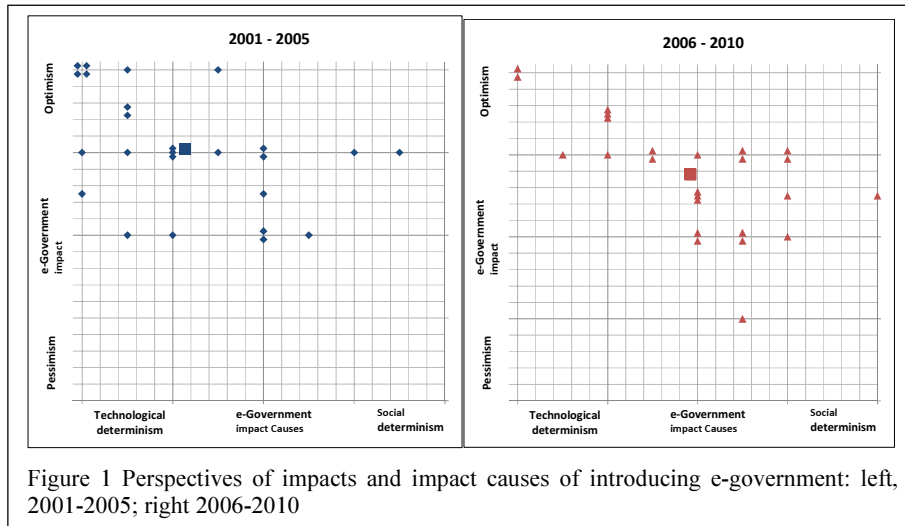 2001 - 2005
Optimism
e-Government
impact
Pessimism
Technological
determinism
e-Government
impact Causes
Social
determinism
2006 - 2010
Optimism
e-Government
impact
Pessimism
Technological
determinism
e-Government
impact Causes
Social
determinism
Figure 1 Perspectives of impacts and impact causes of introducing e-government: left,
2001-2005; right 2006-2010